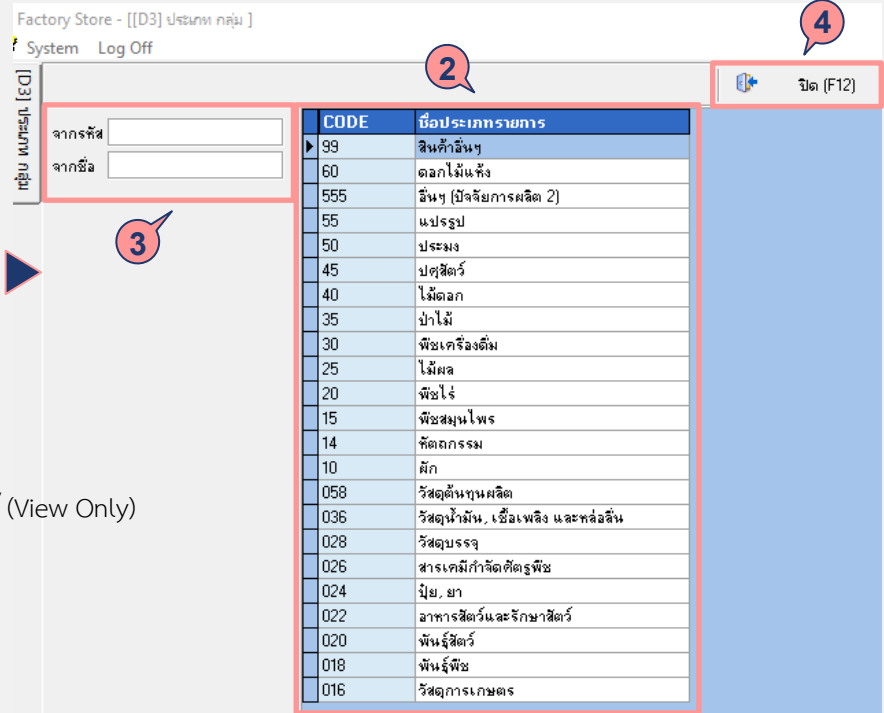 Factory Store - [[D3] ประเภท กลุ่ม ]
System Log Off
[D3] ประเภท กลุ่ม
4
2
ปิด (F12)
จากรหัส
จากชื่อ
3
CODE ชื่อประเภทรายการ
99 สินค้าอื่นๆ
60 ดอกไม้แห้ง
555 อื่นๆ (ปัจจัยการผลิต 2)
55 แปรรูป
50 ประมง
45 ปศุสัตว์
40 ไม้ดอก
35 ป่าไม้
30 พืชเครื่องดื่ม
25 ไม้ผล
20 พืชไร่
15 พืชสมุนไพร
14 หัตถกรรม
10 ผัก
058 วัสดุต้นทุนผลิต
036 วัสดุน้ำมัน, เชื้อเพลิง และหล่อลื่น
028 วัสดุบรรจุ
026 สารเคมีกำจัดศัตรูพืช
024 ปุ๋ย, ยา
022 อาหารสัตว์และรักษาสัตว์
020 พันธุ์สัตว์
018 พันธุ์พืช
016 วัสดุการเกษตร
(View Only)